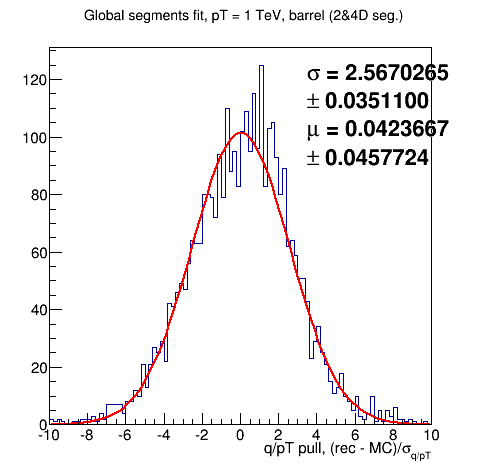 Global segments fit, pT = 1 TeV, barrel (2&4D seg.)
σ = 2.5670265
± 0.0351100
μ = 0.0423667
± 0.0457724
120
100
80
60
40
20
0
-10 -8 -6 -4 -2 0 2 4 6 8 10
q/pT pull, (rec - MC)/σq/pT